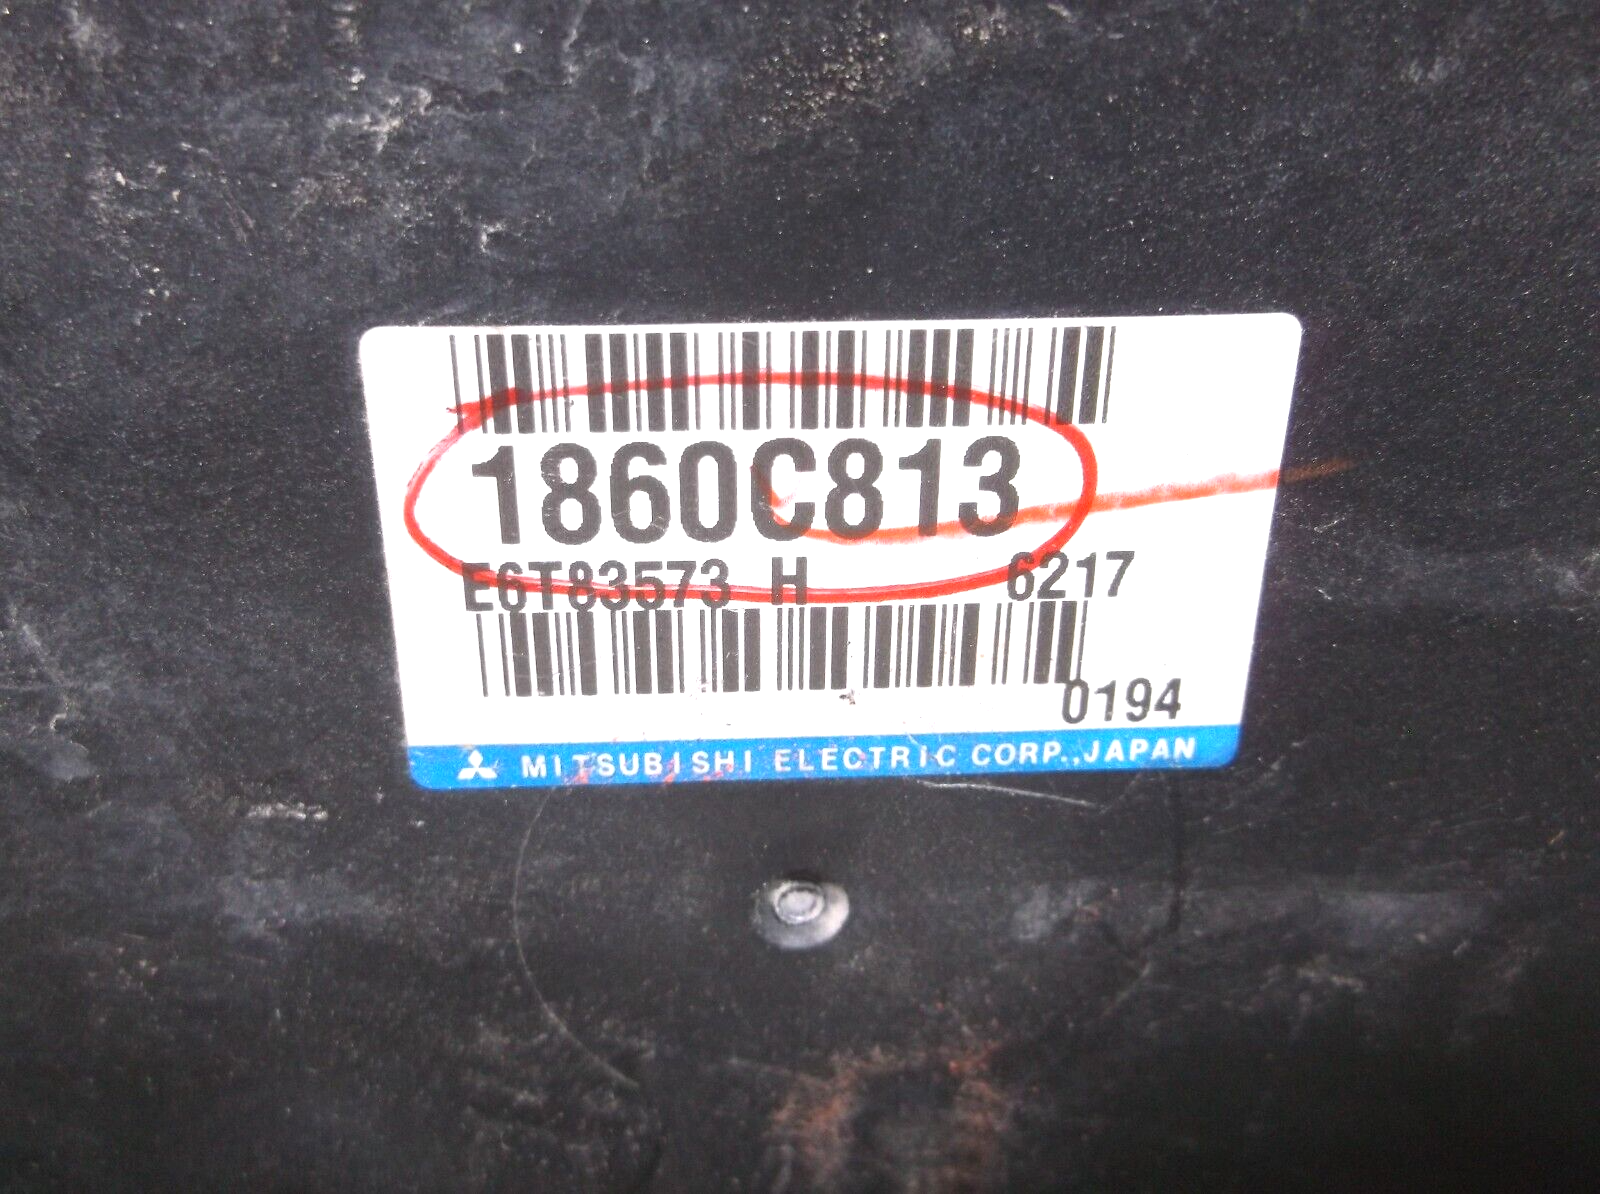 1860C813
E6T83573 H 6217
0194
MITSUBISHI ELECTRIC CORP.,JAPAN